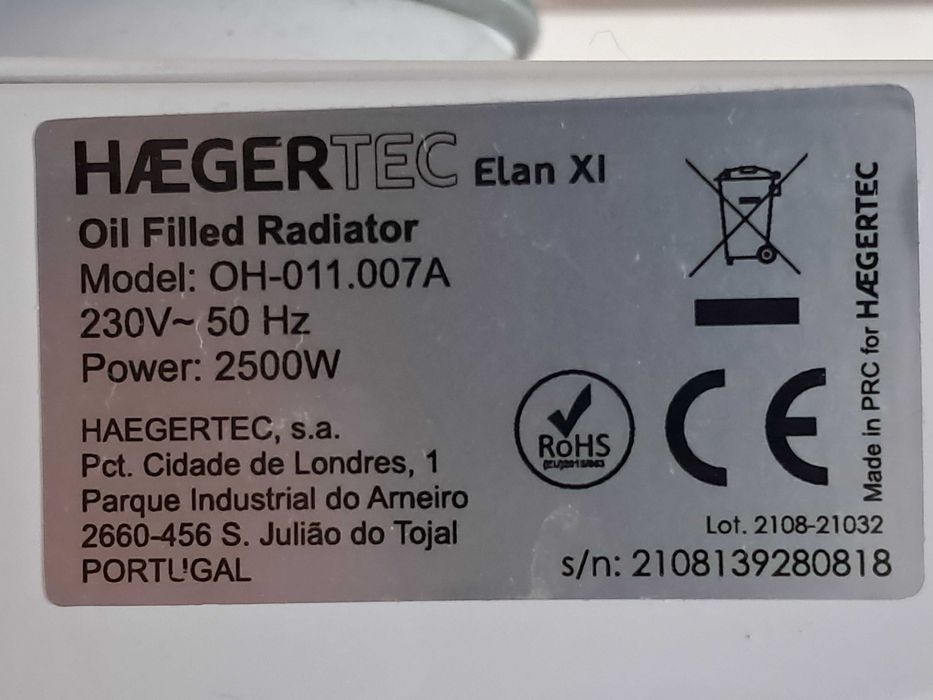 HÆGERTEC Elan XI
Oil Filled Radiator
Model: OH-011.007A
230V~ 50 Hz
Power: 2500W
HAEGERTEC, s.a.
Pct. Cidade de Londres, 1
Parque Industrial do Arneiro
2660-456 S. Julião do Tojal
PORTUGAL
RoHS
CE
Made in PRC for HÆGERTEC
Lot. 2108-21032
s/n: 2108139280818